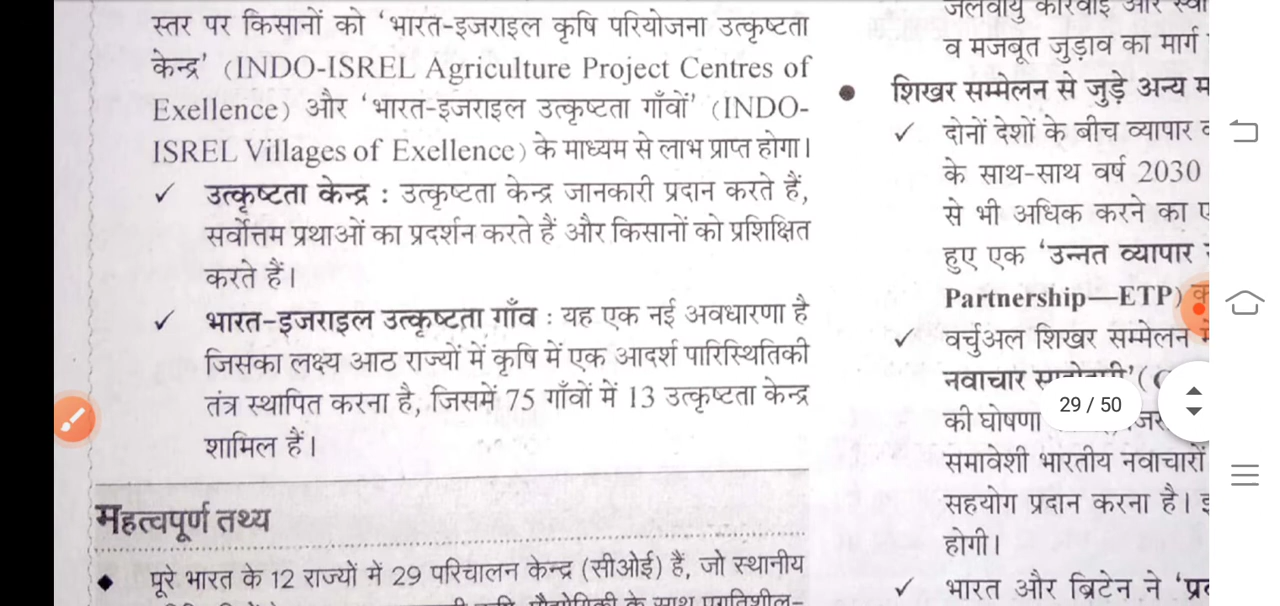 स्तर पर किसानों को ‘भारत-इजराइल कृषि परियोजना उत्कृष्टता
केन्द्र’ (INDO-ISREL Agriculture Project Centres of
Exellence) और ‘भारत-इजराइल उत्कृष्टता गाँवों’ (INDO-
ISREL Villages of Exellence) के माध्यम से लाभ प्राप्त होगा।
✓ उत्कृष्टता केन्द्र : उत्कृष्टता केन्द्र जानकारी प्रदान करते हैं,
सर्वोत्तम प्रथाओं का प्रदर्शन करते हैं और किसानों को प्रशिक्षित
करते हैं।
✓ भारत-इजराइल उत्कृष्टता गाँव : यह एक नई अवधारणा है
जिसका लक्ष्य आठ राज्यों में कृषि में एक आदर्श पारिस्थितिकी
तंत्र स्थापित करना है, जिसमें 75 गाँवों में 13 उत्कृष्टता केन्द्र
शामिल हैं।
महत्वपूर्ण तथ्य
◆ पूरे भारत के 12 राज्यों में 29 परिचालन केन्द्र (सीओई) हैं, जो स्थानीय
जलवायु कार्रवाई और
व मजबूत जुड़ाव का मार्ग
● शिखर सम्मेलन से जुड़े अन्य
✓ दोनों देशों के बीच व्यापार
के साथ-साथ वर्ष 2030
से भी अधिक करने का
हुए एक ‘उन्नत व्यापार
Partnership—ETP)
✓ वर्चुअल शिखर सम्मेलन
नवाचार
की घोषणा
समावेशी भारतीय नवाचारों
सहयोग प्रदान करना है।
होगी।
✓ भारत और ब्रिटेन ने
29 / 50